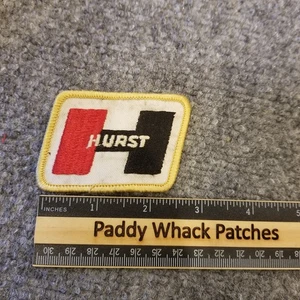 HURST
INCHES 1 2 3 4
Paddy Whack Patches